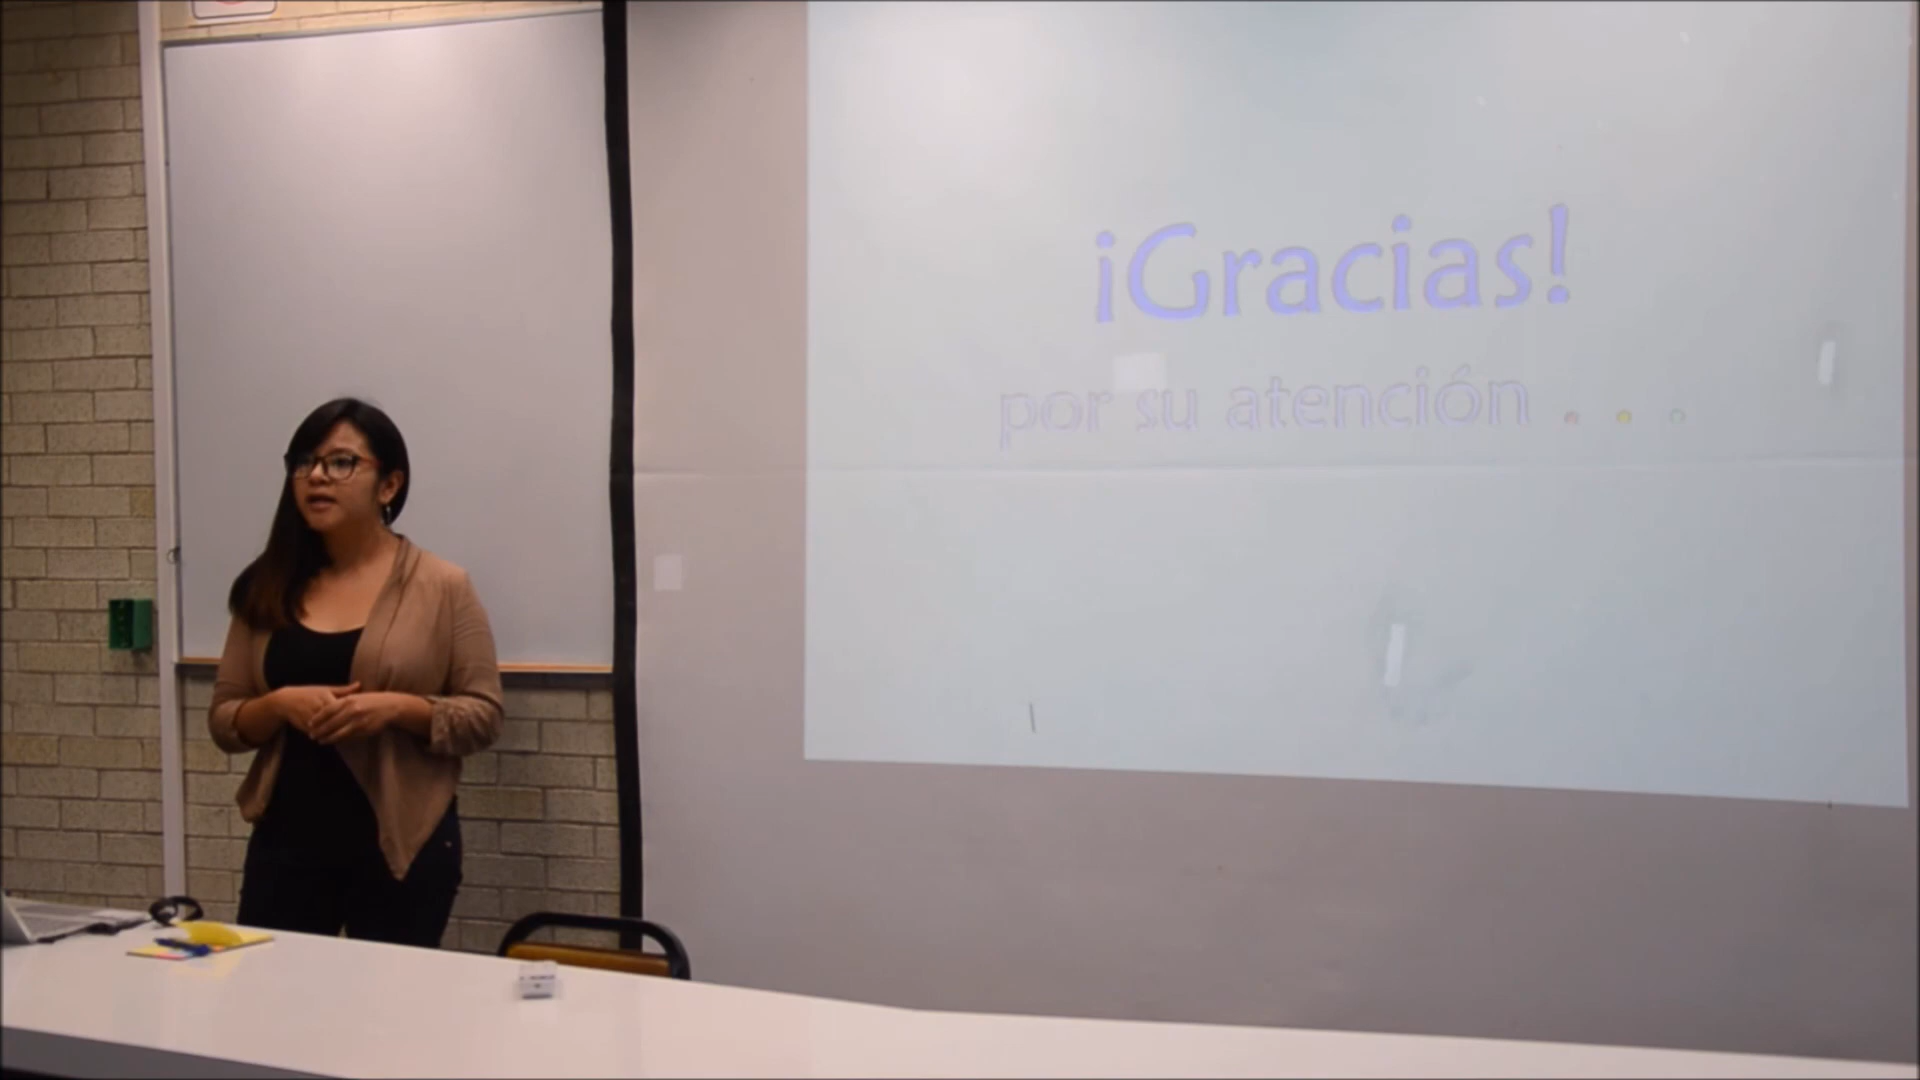 ¡Gracias!
por su atención . . .